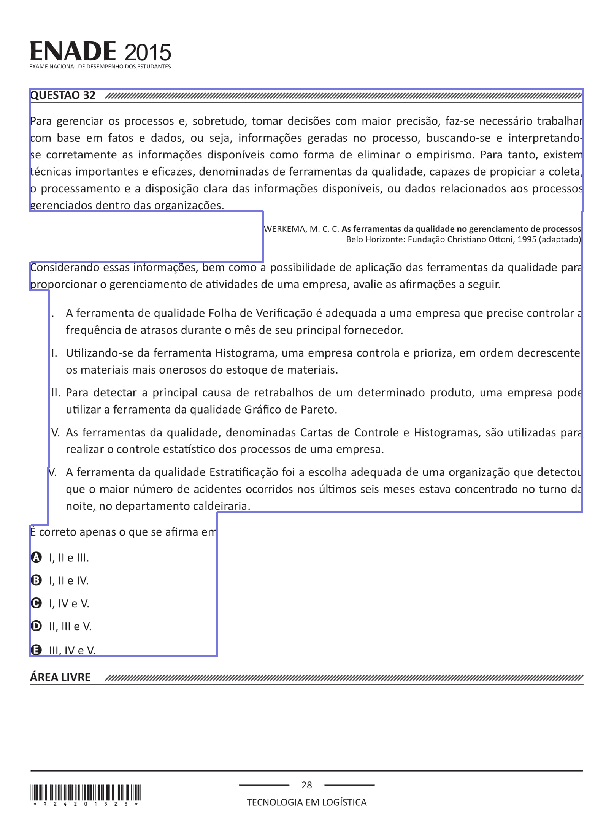 ENADE 2015
EXAME NACIONAL DE DESEMPENHO DOS ESTUDANTES
QUESTÃO 32
Para gerenciar os processos e, sobretudo, tomar decisões com maior precisão, faz-se necessário trabalhar
com base em fatos e dados, ou seja, informações geradas no processo, buscando-se e interpretando-
se corretamente as informações disponíveis como forma de eliminar o empirismo. Para tanto, existem
técnicas importantes e eficazes, denominadas de ferramentas da qualidade, capazes de propiciar a coleta,
o processamento e a disposição clara das informações disponíveis, ou dados relacionados aos processos
gerenciados dentro das organizações.
WERKEMA, M. C. C. As ferramentas da qualidade no gerenciamento de processos
Belo Horizonte: Fundação Christiano Ottoni, 1995 (adaptado)
Considerando essas informações, bem como a possibilidade de aplicação das ferramentas da qualidade para
proporcionar o gerenciamento de atividades de uma empresa, avalie as afirmações a seguir.
. A ferramenta de qualidade Folha de Verificação é adequada a uma empresa que precise controlar a
frequência de atrasos durante o mês de seu principal fornecedor.
I. Utilizando-se da ferramenta Histograma, uma empresa controla e prioriza, em ordem decrescente
os materiais mais onerosos do estoque de materiais.
II. Para detectar a principal causa de retrabalhos de um determinado produto, uma empresa pode
utilizar a ferramenta da qualidade Gráfico de Pareto.
V. As ferramentas da qualidade, denominadas Cartas de Controle e Histogramas, são utilizadas para
realizar o controle estatístico dos processos de uma empresa.
V. A ferramenta da qualidade Estratificação foi a escolha adequada de uma organização que detectou
que o maior número de acidentes ocorridos nos últimos seis meses estava concentrado no turno da
noite, no departamento caldeiraria.
É correto apenas o que se afirma em
A I, II e III.
B I, II e IV.
C I, IV e V.
D II, III e V.
E III, IV e V.
ÁREA LIVRE
28
TECNOLOGIA EM LOGÍSTICA